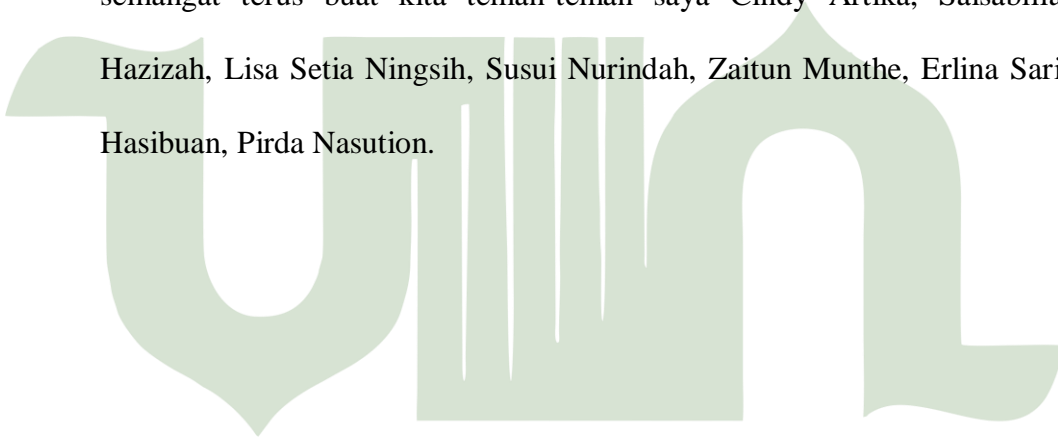 semangat terus buat kita teman-teman saya Cindy Artika, Salsabilla
Hazizah, Lisa Setia Ningsih, Susui Nurindah, Zaitun Munthe, Erlina Sari
Hasibuan, Pirda Nasution.